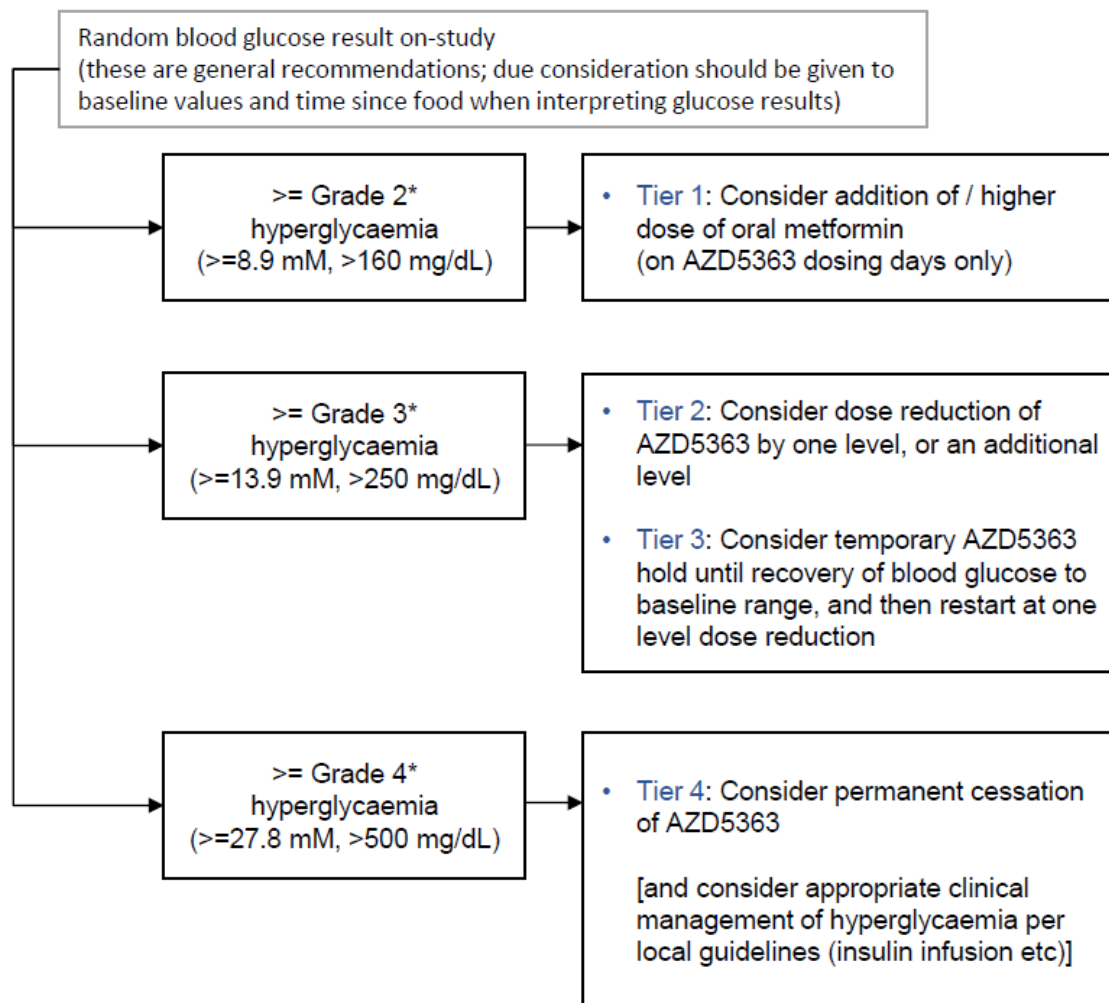 Random blood glucose result on-study
(these are general recommendations; due consideration should be given to
baseline values and time since food when interpreting glucose results)
>= Grade 2*
hyperglycaemia
(>=8.9 mM, >160 mg/dL)
• Tier 1: Consider addition of / higher
dose of oral metformin
(on AZD5363 dosing days only)
>= Grade 3*
hyperglycaemia
(>=13.9 mM, >250 mg/dL)
• Tier 2: Consider dose reduction of
AZD5363 by one level, or an additional
level
• Tier 3: Consider temporary AZD5363
hold until recovery of blood glucose to
baseline range, and then restart at one
level dose reduction
>= Grade 4*
hyperglycaemia
(>=27.8 mM, >500 mg/dL)
• Tier 4: Consider permanent cessation
of AZD5363
[and consider appropriate clinical
management of hyperglycaemia per
local guidelines (insulin infusion etc)]